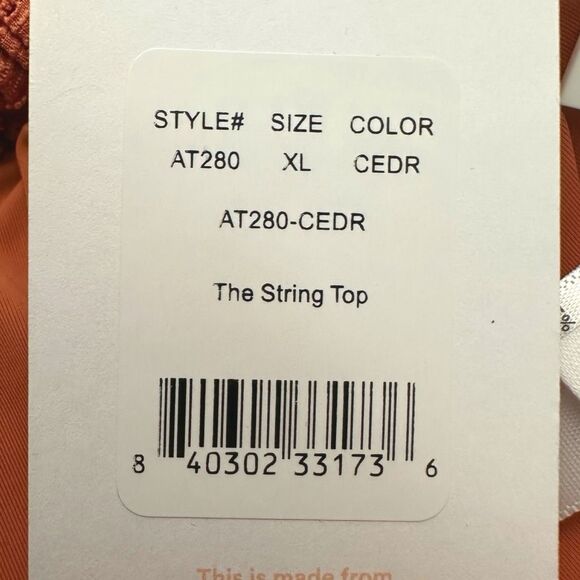 STYLE# SIZE COLOR
AT280 XL CEDR
AT280-CEDR
The String Top
8 40302 33173 6
This is made from
%